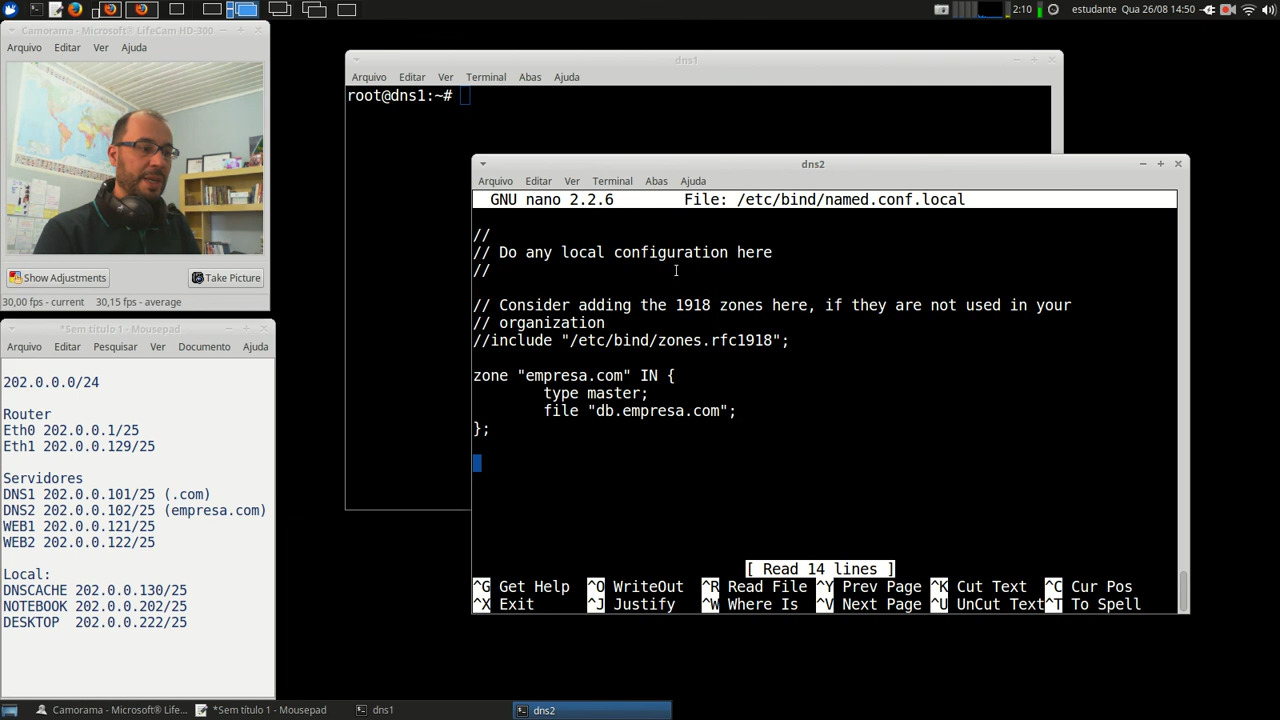 2:10 estudante Qua 26/08 14:50
Camorama - Microsoft® LifeCam HD-300
Arquivo Editar Ver Ajuda
Show Adjustments Take Picture
30,00 fps - current 30,15 fps - average
*Sem título 1 - Mousepad
Arquivo Editar Pesquisar Ver Documento Ajuda
202.0.0.0/24
Router
Eth0 202.0.0.1/25
Eth1 202.0.0.129/25
Servidores
DNS1 202.0.0.101/25 (.com)
DNS2 202.0.0.102/25 (empresa.com)
WEB1 202.0.0.121/25
WEB2 202.0.0.122/25
Local:
DNSCACHE 202.0.0.130/25
NOTEBOOK 202.0.0.202/25
DESKTOP 202.0.0.222/25
dns1
Arquivo Editar Ver Terminal Abas Ajuda
root@dns1:~#
dns2
Arquivo Editar Ver Terminal Abas Ajuda
GNU nano 2.2.6 File: /etc/bind/named.conf.local
//
// Do any local configuration here
//
// Consider adding the 1918 zones here, if they are not used in your
// organization
//include "/etc/bind/zones.rfc1918";
zone "empresa.com" IN {
type master;
file "db.empresa.com";
};
[ Read 14 lines ]
^G Get Help ^O WriteOut ^R Read File ^Y Prev Page ^K Cut Text ^C Cur Pos
^X Exit ^J Justify ^W Where Is ^V Next Page ^U UnCut Text ^T To Spell
Camorama - Microsoft® Life... *Sem título 1 - Mousepad dns1 dns2